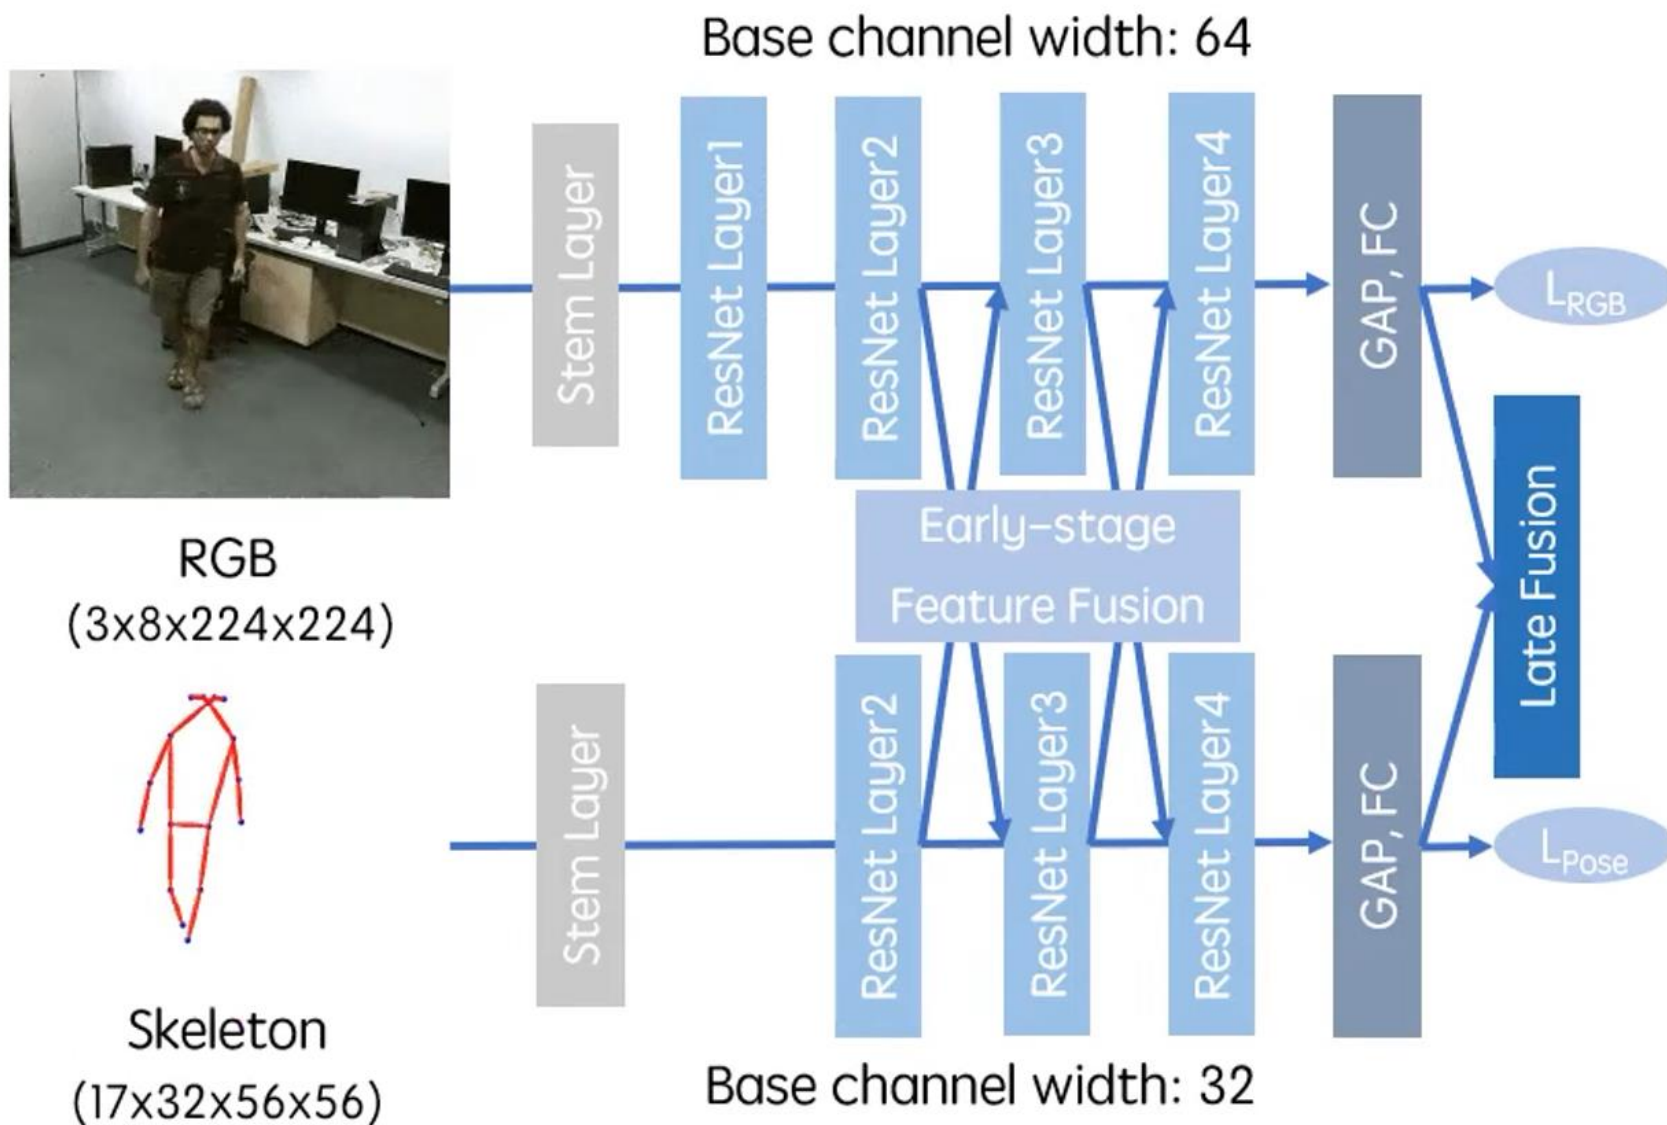 Base channel width: 64
Stem Layer
ResNet Layer1
ResNet Layer2
ResNet Layer3
ResNet Layer4
GAP, FC
L_RGB
RGB
(3x8x224x224)
Early-stage
Feature Fusion
Late Fusion
Stem Layer
ResNet Layer2
ResNet Layer3
ResNet Layer4
GAP, FC
L_Pose
Skeleton
(17x32x56x56)
Base channel width: 32